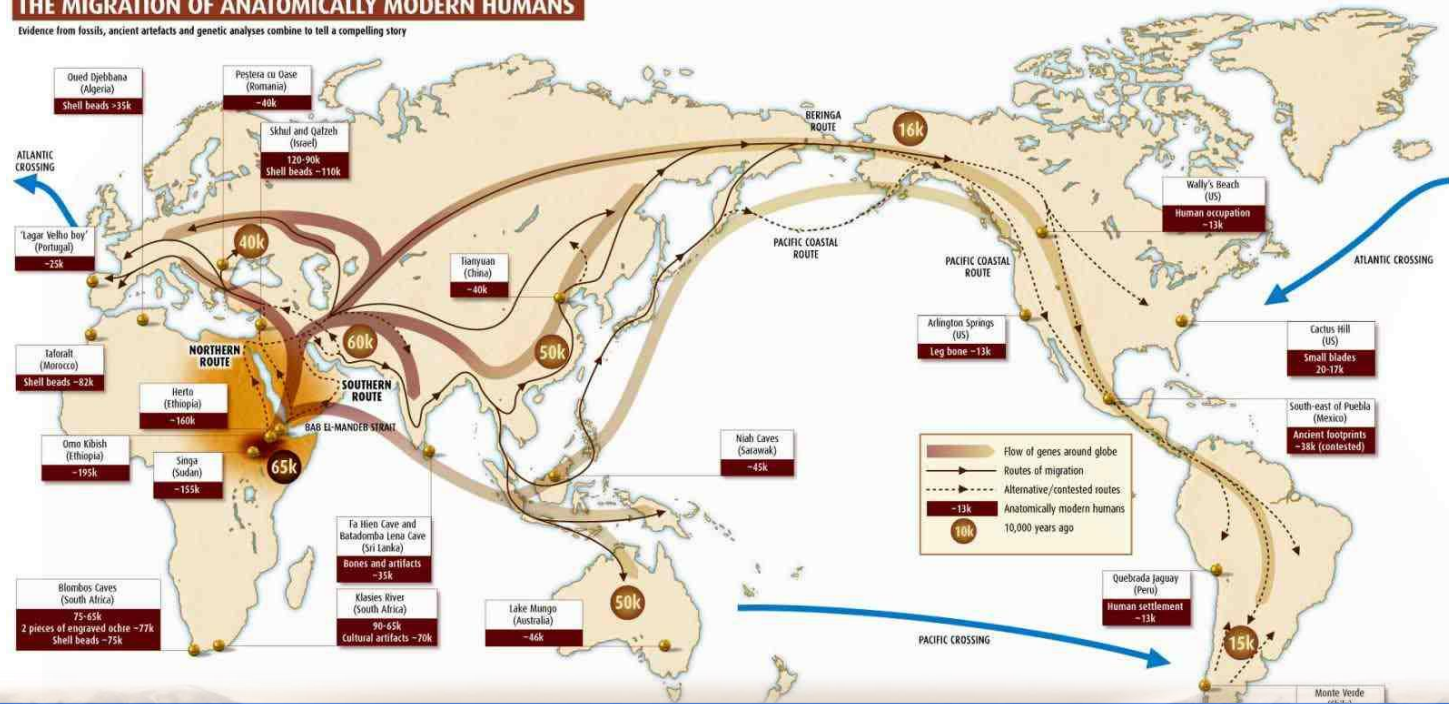 THE MIGRATION OF ANATOMICALLY MODERN HUMANS
Evidence from fossils, ancient artefacts and genetic analyses combine to tell a compelling story
Oued Djebbana
(Algeria)
Shell beads >35k
Peştera cu Oase
(Romania)
~40k
Skhul and Qafzeh
(Israel)
120-90k
Shell beads ~110k
ATLANTIC
CROSSING
'Lagar Velho boy'
(Portugal)
~25k
40k
Taforalt
(Morocco)
Shell beads ~82k
NORTHERN
ROUTE
60k
SOUTHERN
ROUTE
Herto
(Ethiopia)
~160k
BAB EL-MANDEB STRAIT
Omo Kibish
(Ethiopia)
~195k
Singa
(Sudan)
~155k
65k
Tianyuan
(China)
~40k
50k
BERINGA
ROUTE
16k
PACIFIC COASTAL
ROUTE
PACIFIC COASTAL
ROUTE
Wally's Beach
(US)
Human occupation
~13k
ATLANTIC CROSSING
Arlington Springs
(US)
Leg bone ~13k
Cactus Hill
(US)
Small blades
20-17k
South-east of Puebla
(Mexico)
Ancient footprints
~38k (contested)
Niah Caves
(Sarawak)
~45k
Flow of genes around globe
Routes of migration
Alternative/contested routes
~13k
Anatomically modern humans
10k
10,000 years ago
Fa Hien Cave and
Batadomba Lena Cave
(Sri Lanka)
Bones and artifacts
~35k
Blombos Caves
(South Africa)
75-65k
2 pieces of engraved ochre ~77k
Shell beads ~75k
Klasies River
(South Africa)
90-65k
Cultural artifacts ~70k
Lake Mungo
(Australia)
~46k
50k
PACIFIC CROSSING
Quebrada Jaguay
(Peru)
Human settlement
~13k
15k
Monte Verde